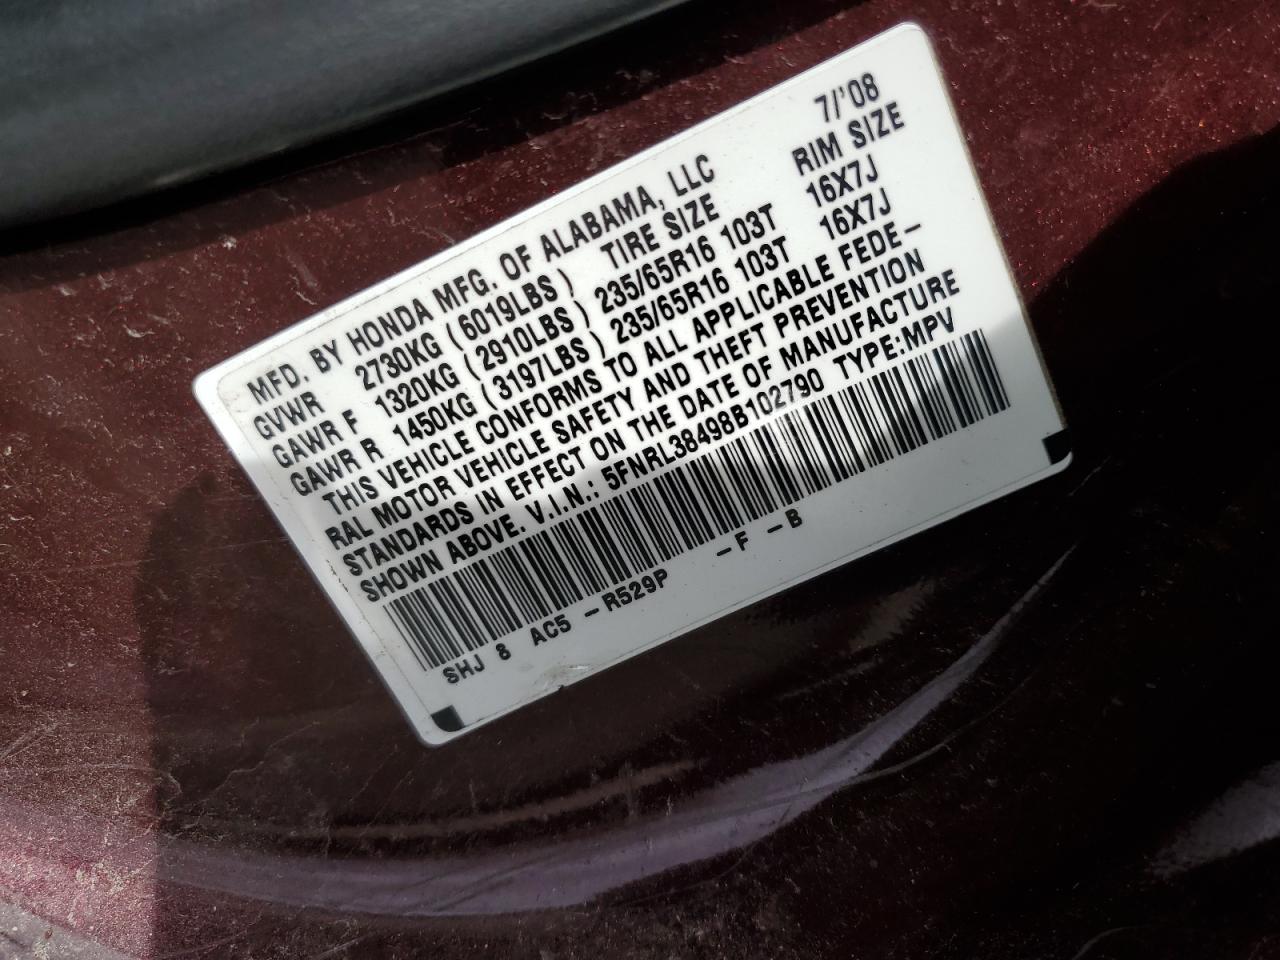 MFD. BY HONDA MFG. OF ALABAMA, LLC 7/'08
GVWR 2730KG (6019LBS) TIRE SIZE RIM SIZE
GAWR F 1320KG (2910LBS) 235/65R16 103T 16X7J
GAWR R 1450KG (3197LBS) 235/65R16 103T 16X7J
THIS VEHICLE CONFORMS TO ALL APPLICABLE FEDE–
RAL MOTOR VEHICLE SAFETY AND THEFT PREVENTION
STANDARDS IN EFFECT ON THE DATE OF MANUFACTURE
SHOWN ABOVE. V.I.N.: 5FNRL38498B102790 TYPE:MPV
SHJ 8 AC5 –R529P –F –B